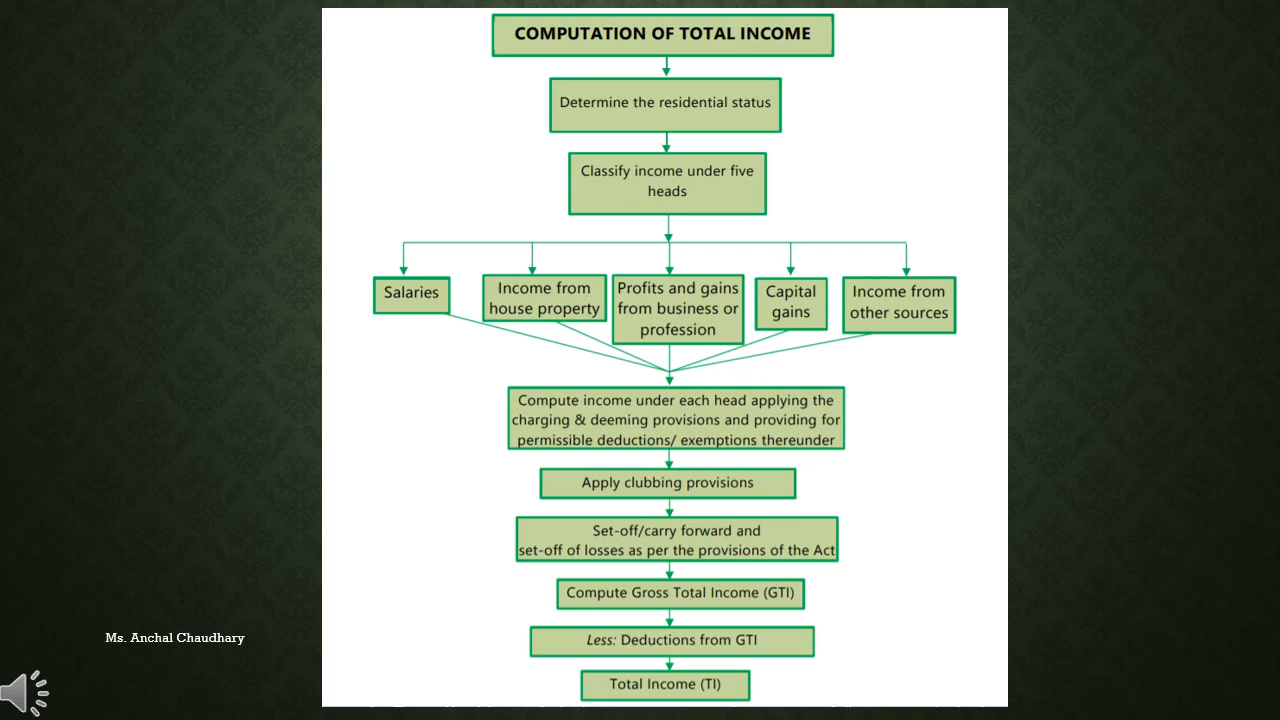 COMPUTATION OF TOTAL INCOME
Determine the residential status
Classify income under five
heads
Salaries
Income from
house property
Profits and gains
from business or
profession
Capital
gains
Income from
other sources
Compute income under each head applying the
charging & deeming provisions and providing for
permissible deductions/ exemptions thereunder
Apply clubbing provisions
Set-off/carry forward and
set-off of losses as per the provisions of the Act
Compute Gross Total Income (GTI)
Less: Deductions from GTI
Total Income (TI)
Ms. Anchal Chaudhary